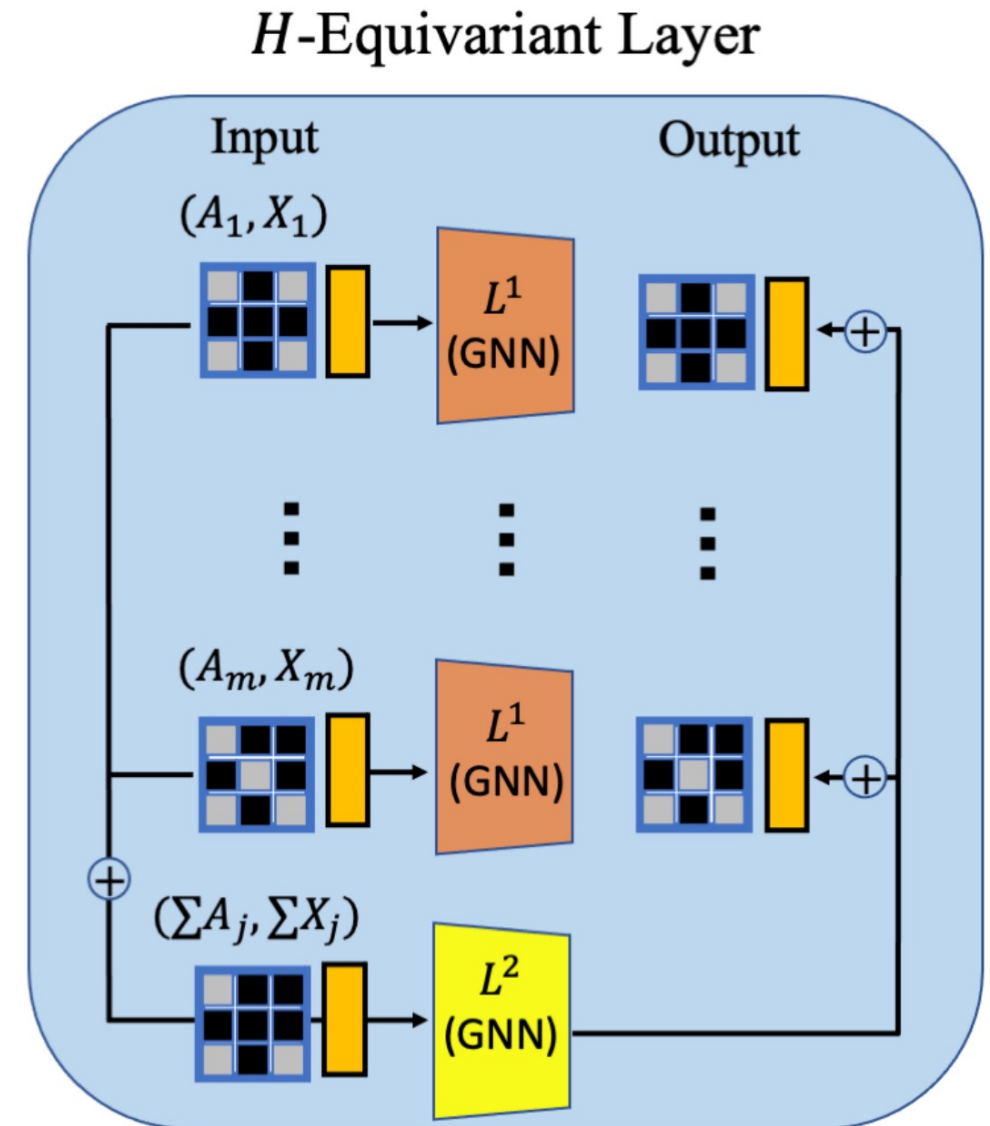 H-Equivariant Layer
Input
Output
(A₁, X₁)
L¹
(GNN)
(Aₘ, Xₘ)
L¹
(GNN)
(∑Aⱼ, ∑Xⱼ)
L²
(GNN)